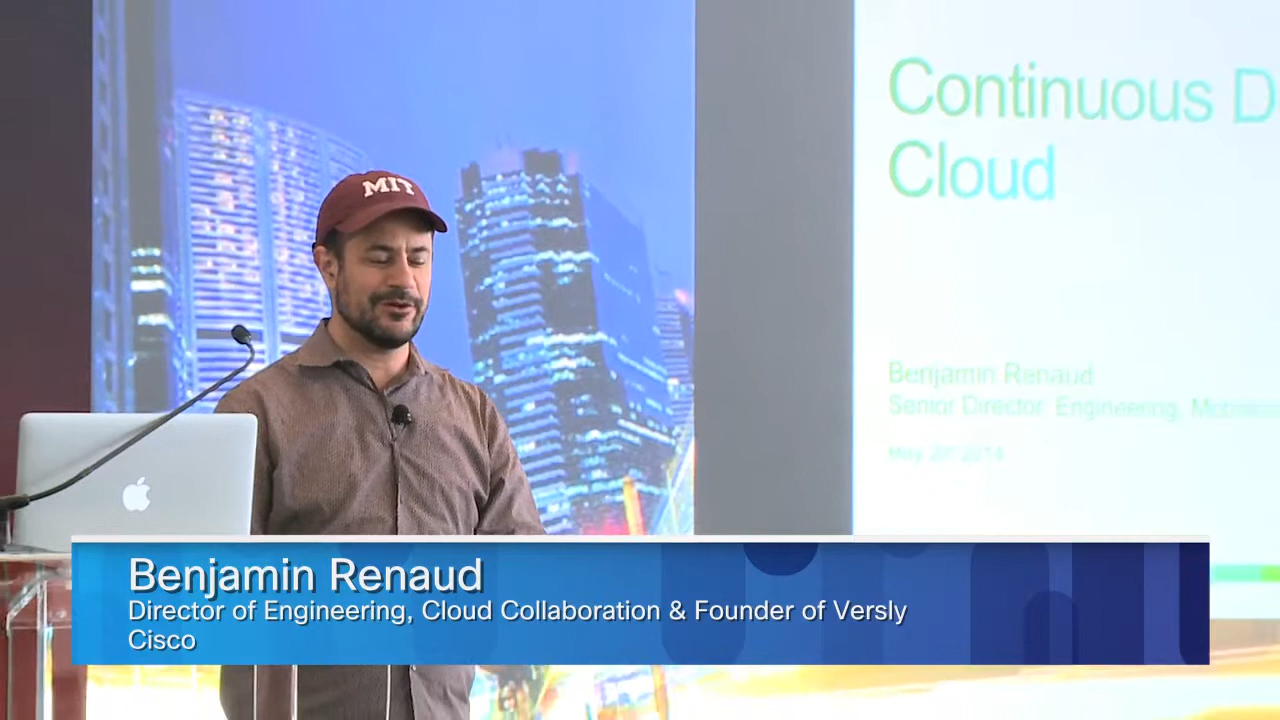 MIT
Continuous D
Cloud
Benjamin Renaud
Senior Director, Engineering,
Benjamin Renaud
Director of Engineering, Cloud Collaboration & Founder of Versly
Cisco